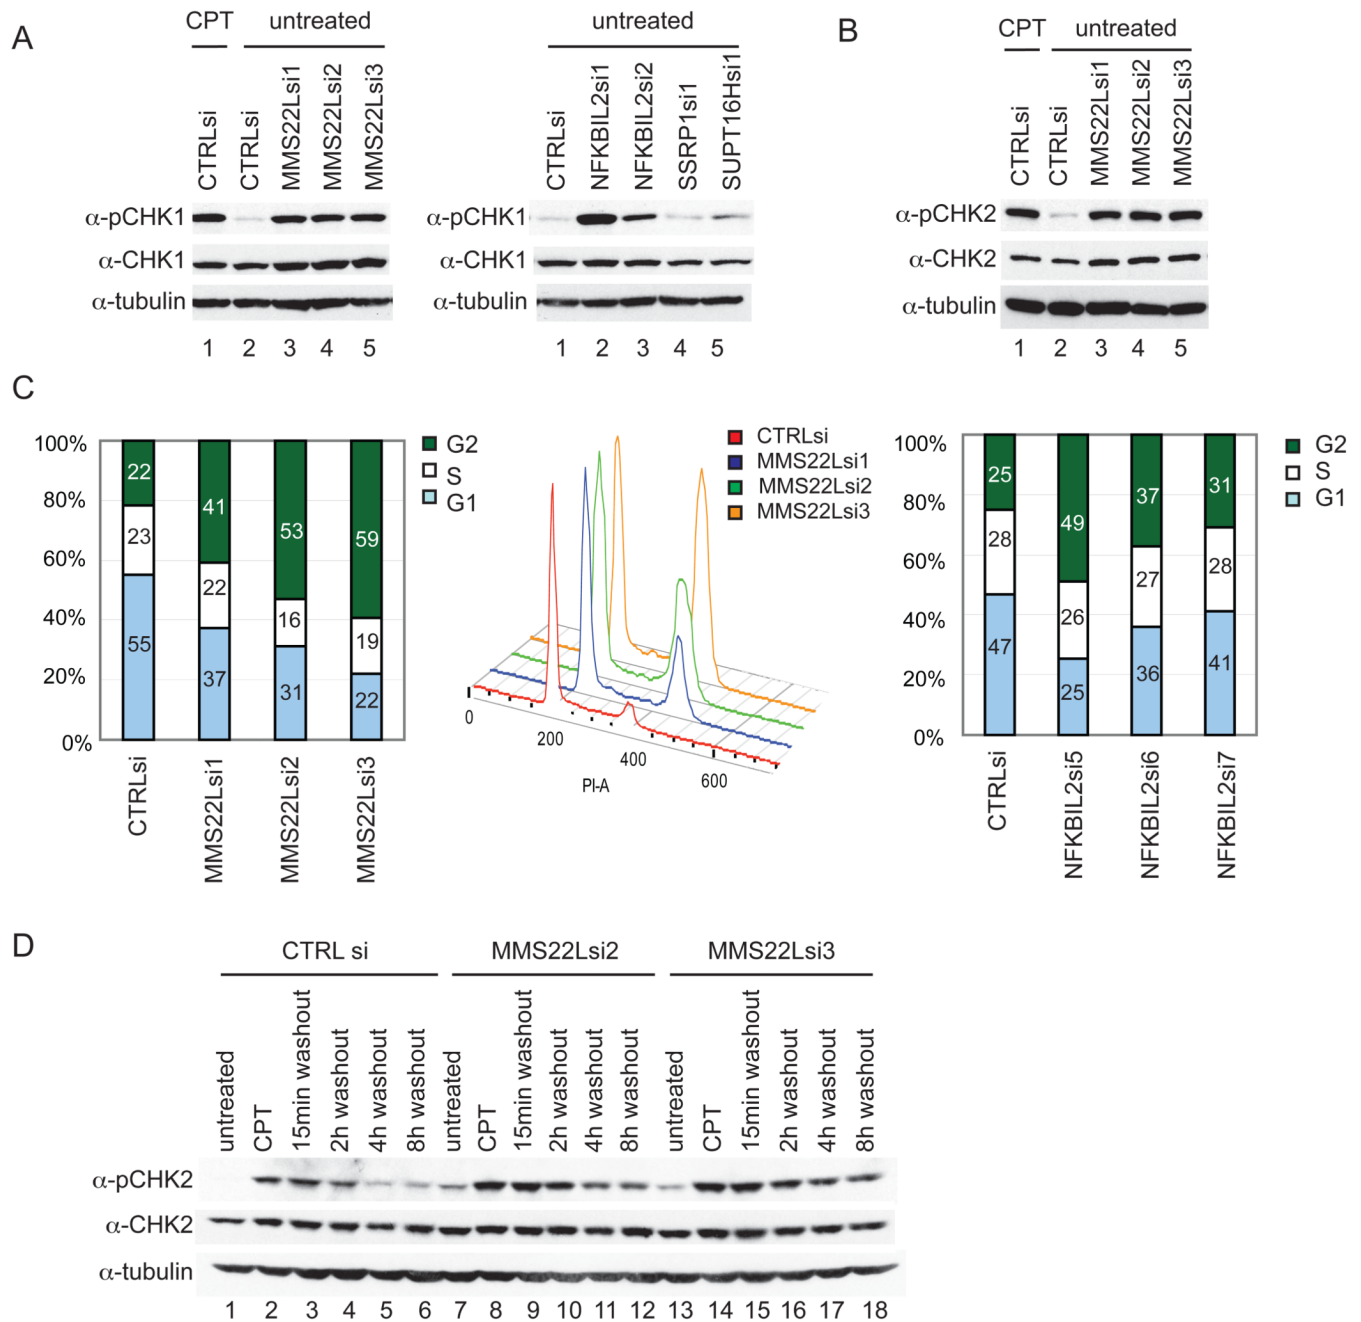 A
CPT untreated
CTRLsi CTRLsi MMS22Lsi1 MMS22Lsi2 MMS22Lsi3
α-pCHK1
α-CHK1
α-tubulin
1 2 3 4 5
untreated
CTRLsi NFKBIL2si1 NFKBIL2si2 SSRP1si1 SUPT16Hsi1
α-pCHK1
α-CHK1
α-tubulin
1 2 3 4 5
B
CPT untreated
CTRLsi CTRLsi MMS22Lsi1 MMS22Lsi2 MMS22Lsi3
α-pCHK2
α-CHK2
α-tubulin
1 2 3 4 5
C
100%
80%
60%
40%
20%
0%
22 41 53 59
23 22 16 19
55 37 31 22
CTRLsi MMS22Lsi1 MMS22Lsi2 MMS22Lsi3
G2
S
G1
CTRLsi
MMS22Lsi1
MMS22Lsi2
MMS22Lsi3
0 200 400 600
PI-A
100%
80%
60%
40%
20%
0%
25 49 37 31
28 26 27 28
47 25 36 41
CTRLsi NFKBIL2si5 NFKBIL2si6 NFKBIL2si7
G2
S
G1
D
CTRL si MMS22Lsi2 MMS22Lsi3
untreated CPT 15min washout 2h washout 4h washout 8h washout untreated CPT 15min washout 2h washout 4h washout 8h washout untreated CPT 15min washout 2h washout 4h washout 8h washout
α-pCHK2
α-CHK2
α-tubulin
1 2 3 4 5 6 7 8 9 10 11 12 13 14 15 16 17 18